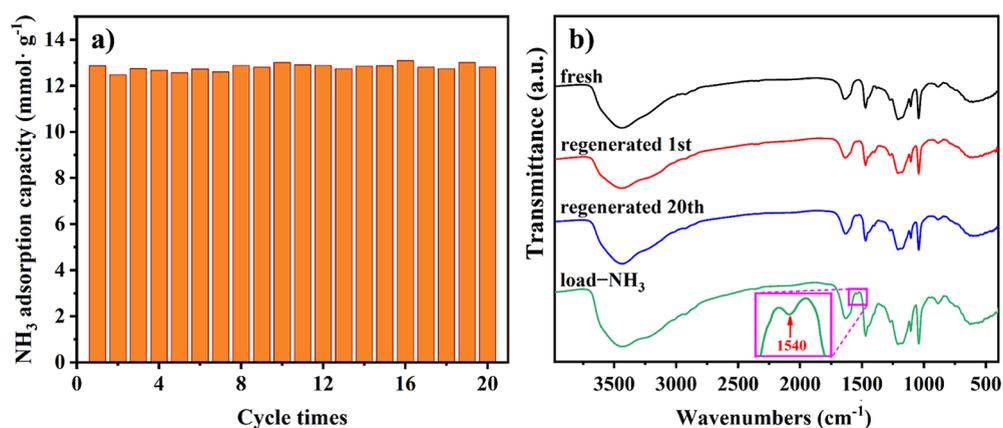 a)
NH₃ adsorption capacity (mmol· g⁻¹)
14
12
10
8
6
4
2
0
0 4 8 12 16 20
Cycle times
b)
Transmittance (a.u.)
fresh
regenerated 1st
regenerated 20th
load−NH₃
1540
3500 3000 2500 2000 1500 1000 500
Wavenumbers (cm⁻¹)